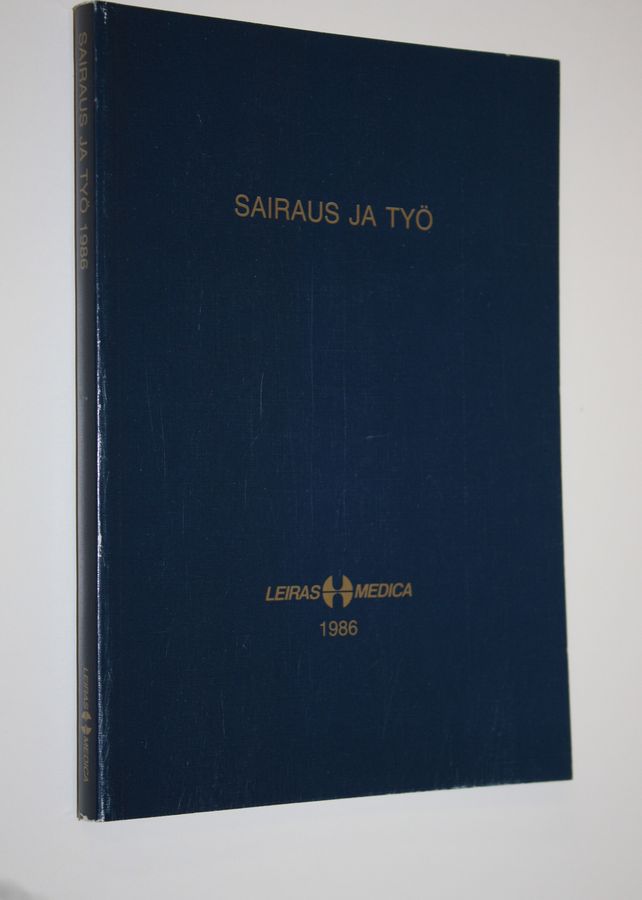 SAIRAUS JA TYÖ
LEIRAS MEDICA
1986
SAIRAUS JA TYÖ 1986
LEIRAS MEDICA